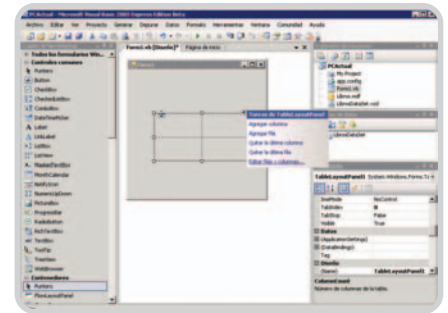 PCActual - Microsoft Visual Basic 2005 Express Edition Beta
Archivo Editar Ver Proyecto Generar Depurar Datos Formato Herramientas Ventana Comunidad Ayuda
Todos los formularios Win...
Controles comunes
Puntero
Button
CheckBox
CheckedListBox
ComboBox
DateTimePicker
Label
LinkLabel
ListBox
ListView
MaskedTextBox
MonthCalendar
NotifyIcon
NumericUpDown
PictureBox
ProgressBar
RadioButton
RichTextBox
TextBox
ToolTip
TreeView
WebBrowser
Contenedores
Puntero
FlowLayoutPanel
Form1.vb [Diseño]* Página de inicio
Form1
Tareas de TableLayoutPanel
Agregar columna
Agregar fila
Quitar la última columna
Quitar la última fila
Editar filas y columnas...
PCActual
My Project
app.config
Form1.vb
Libros.mdf
LibrosDataSet.xsd
LibrosDataSet
TableLayoutPanel1 System.Windows.Forms.Ta
ImeMode NoControl
TabIndex
TabStop False
Visible True
Datos
(ApplicationSettings)
(DataBindings)
Tag
Diseño
(Name) TableLayoutPanel1
ColumnCount
Número de columnas de la tabla.